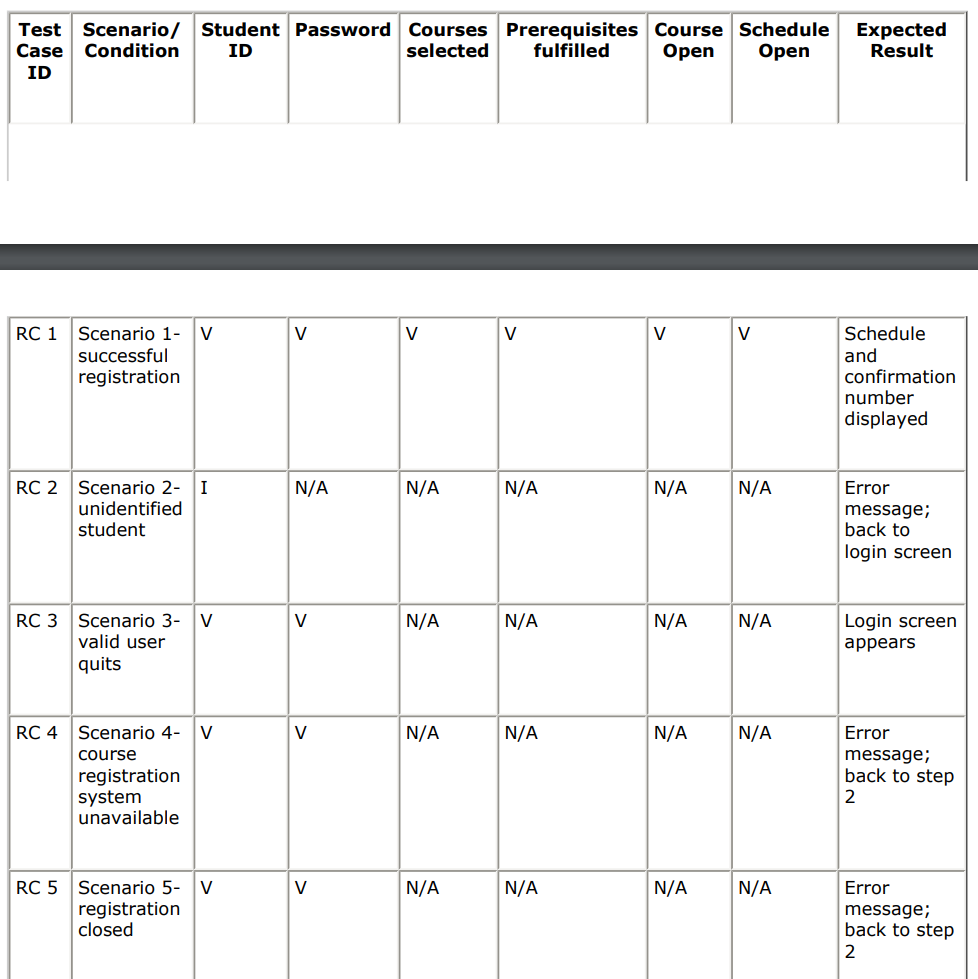 Test Case ID | Scenario/ Condition | Student ID | Password | Courses selected | Prerequisites fulfilled | Course Open | Schedule Open | Expected Result
RC 1 | Scenario 1- successful registration | V | V | V | V | V | V | Schedule and confirmation number displayed
RC 2 | Scenario 2- unidentified student | I | N/A | N/A | N/A | N/A | N/A | Error message; back to login screen
RC 3 | Scenario 3- valid user quits | V | V | N/A | N/A | N/A | N/A | Login screen appears
RC 4 | Scenario 4- course registration system unavailable | V | V | N/A | N/A | N/A | N/A | Error message; back to step 2
RC 5 | Scenario 5- registration closed | V | V | N/A | N/A | N/A | N/A | Error message; back to step 2